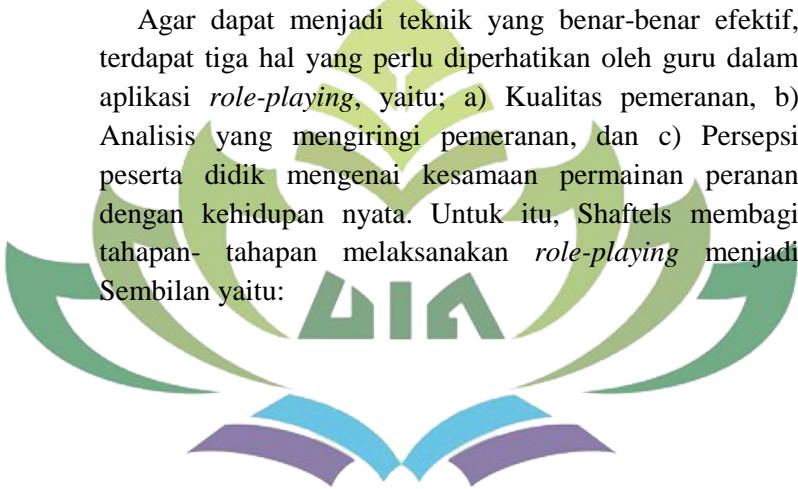 Agar dapat menjadi teknik yang benar-benar efektif,
terdapat tiga hal yang perlu diperhatikan oleh guru dalam
aplikasi role-playing, yaitu; a) Kualitas pemeranan, b)
Analisis yang mengiringi pemeranan, dan c) Persepsi
peserta didik mengenai kesamaan permainan peranan
dengan kehidupan nyata. Untuk itu, Shaftels membagi
tahapan- tahapan melaksanakan role-playing menjadi
Sembilan yaitu:
UIN